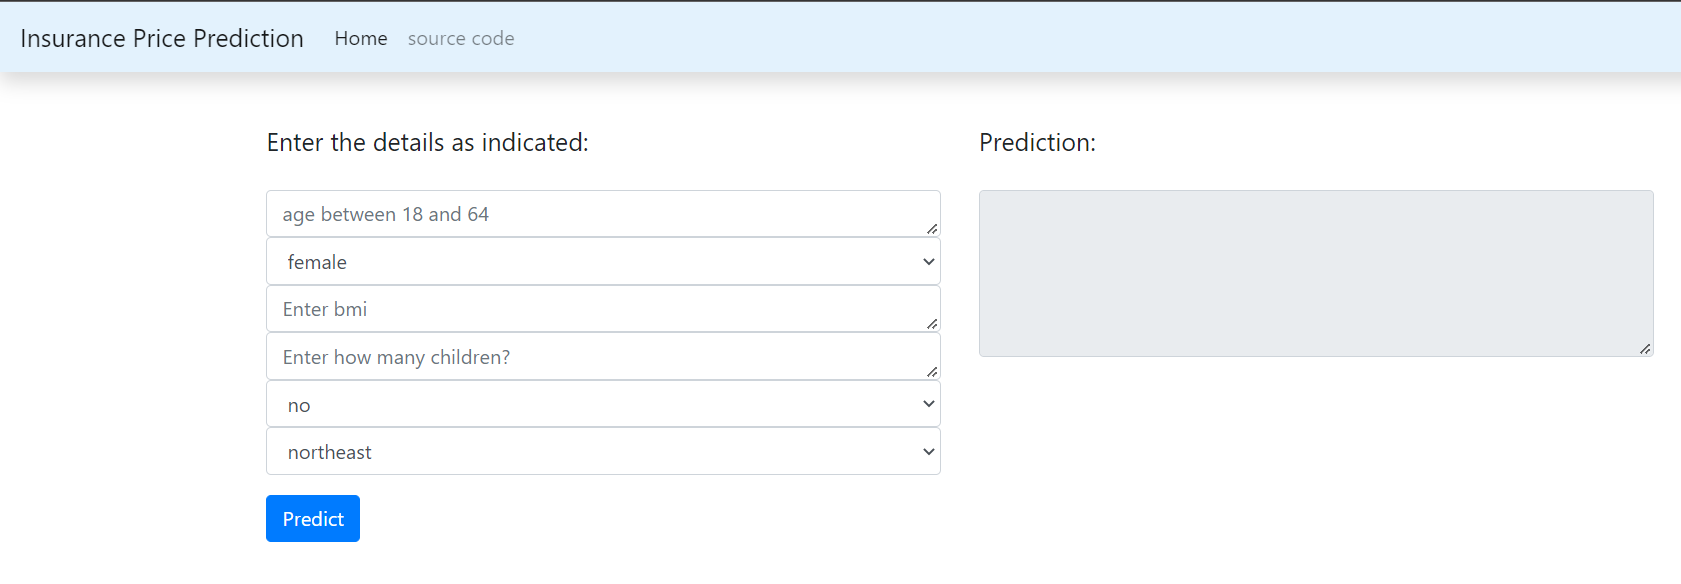 Insurance Price Prediction Home source code
Enter the details as indicated:
age between 18 and 64
female
Enter bmi
Enter how many children?
no
northeast
Predict
Prediction: